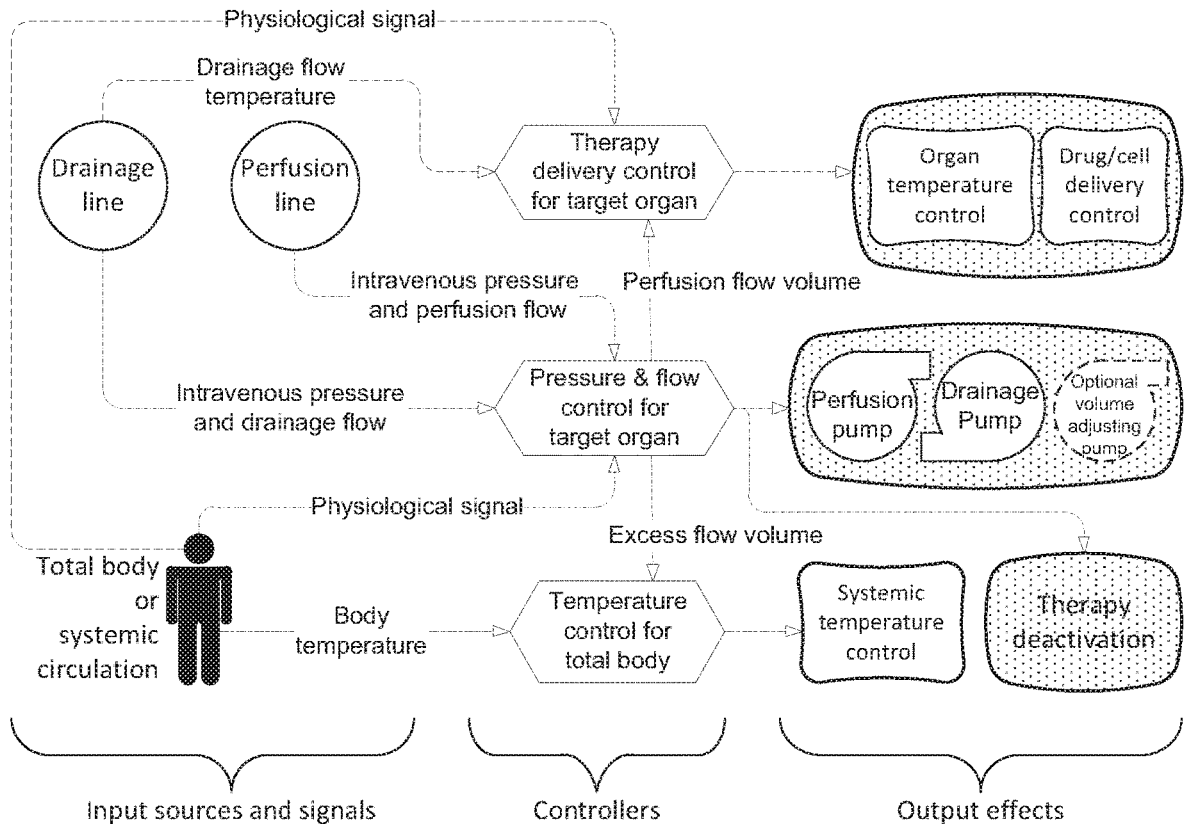 Physiological signal
Drainage flow
temperature
Drainage
line
Perfusion
line
Therapy
delivery control
for target organ
Organ
temperature
control
Drug/cell
delivery
control
Intravenous pressure
and perfusion flow
Perfusion flow volume
Intravenous pressure
and drainage flow
Pressure & flow
control for
target organ
Perfusion
pump
Drainage
Pump
Optional
volume
adjusting
pump
Physiological signal
Excess flow volume
Total body
or
systemic
circulation
Body
temperature
Temperature
control for
total body
Systemic
temperature
control
Therapy
deactivation
Input sources and signals
Controllers
Output effects